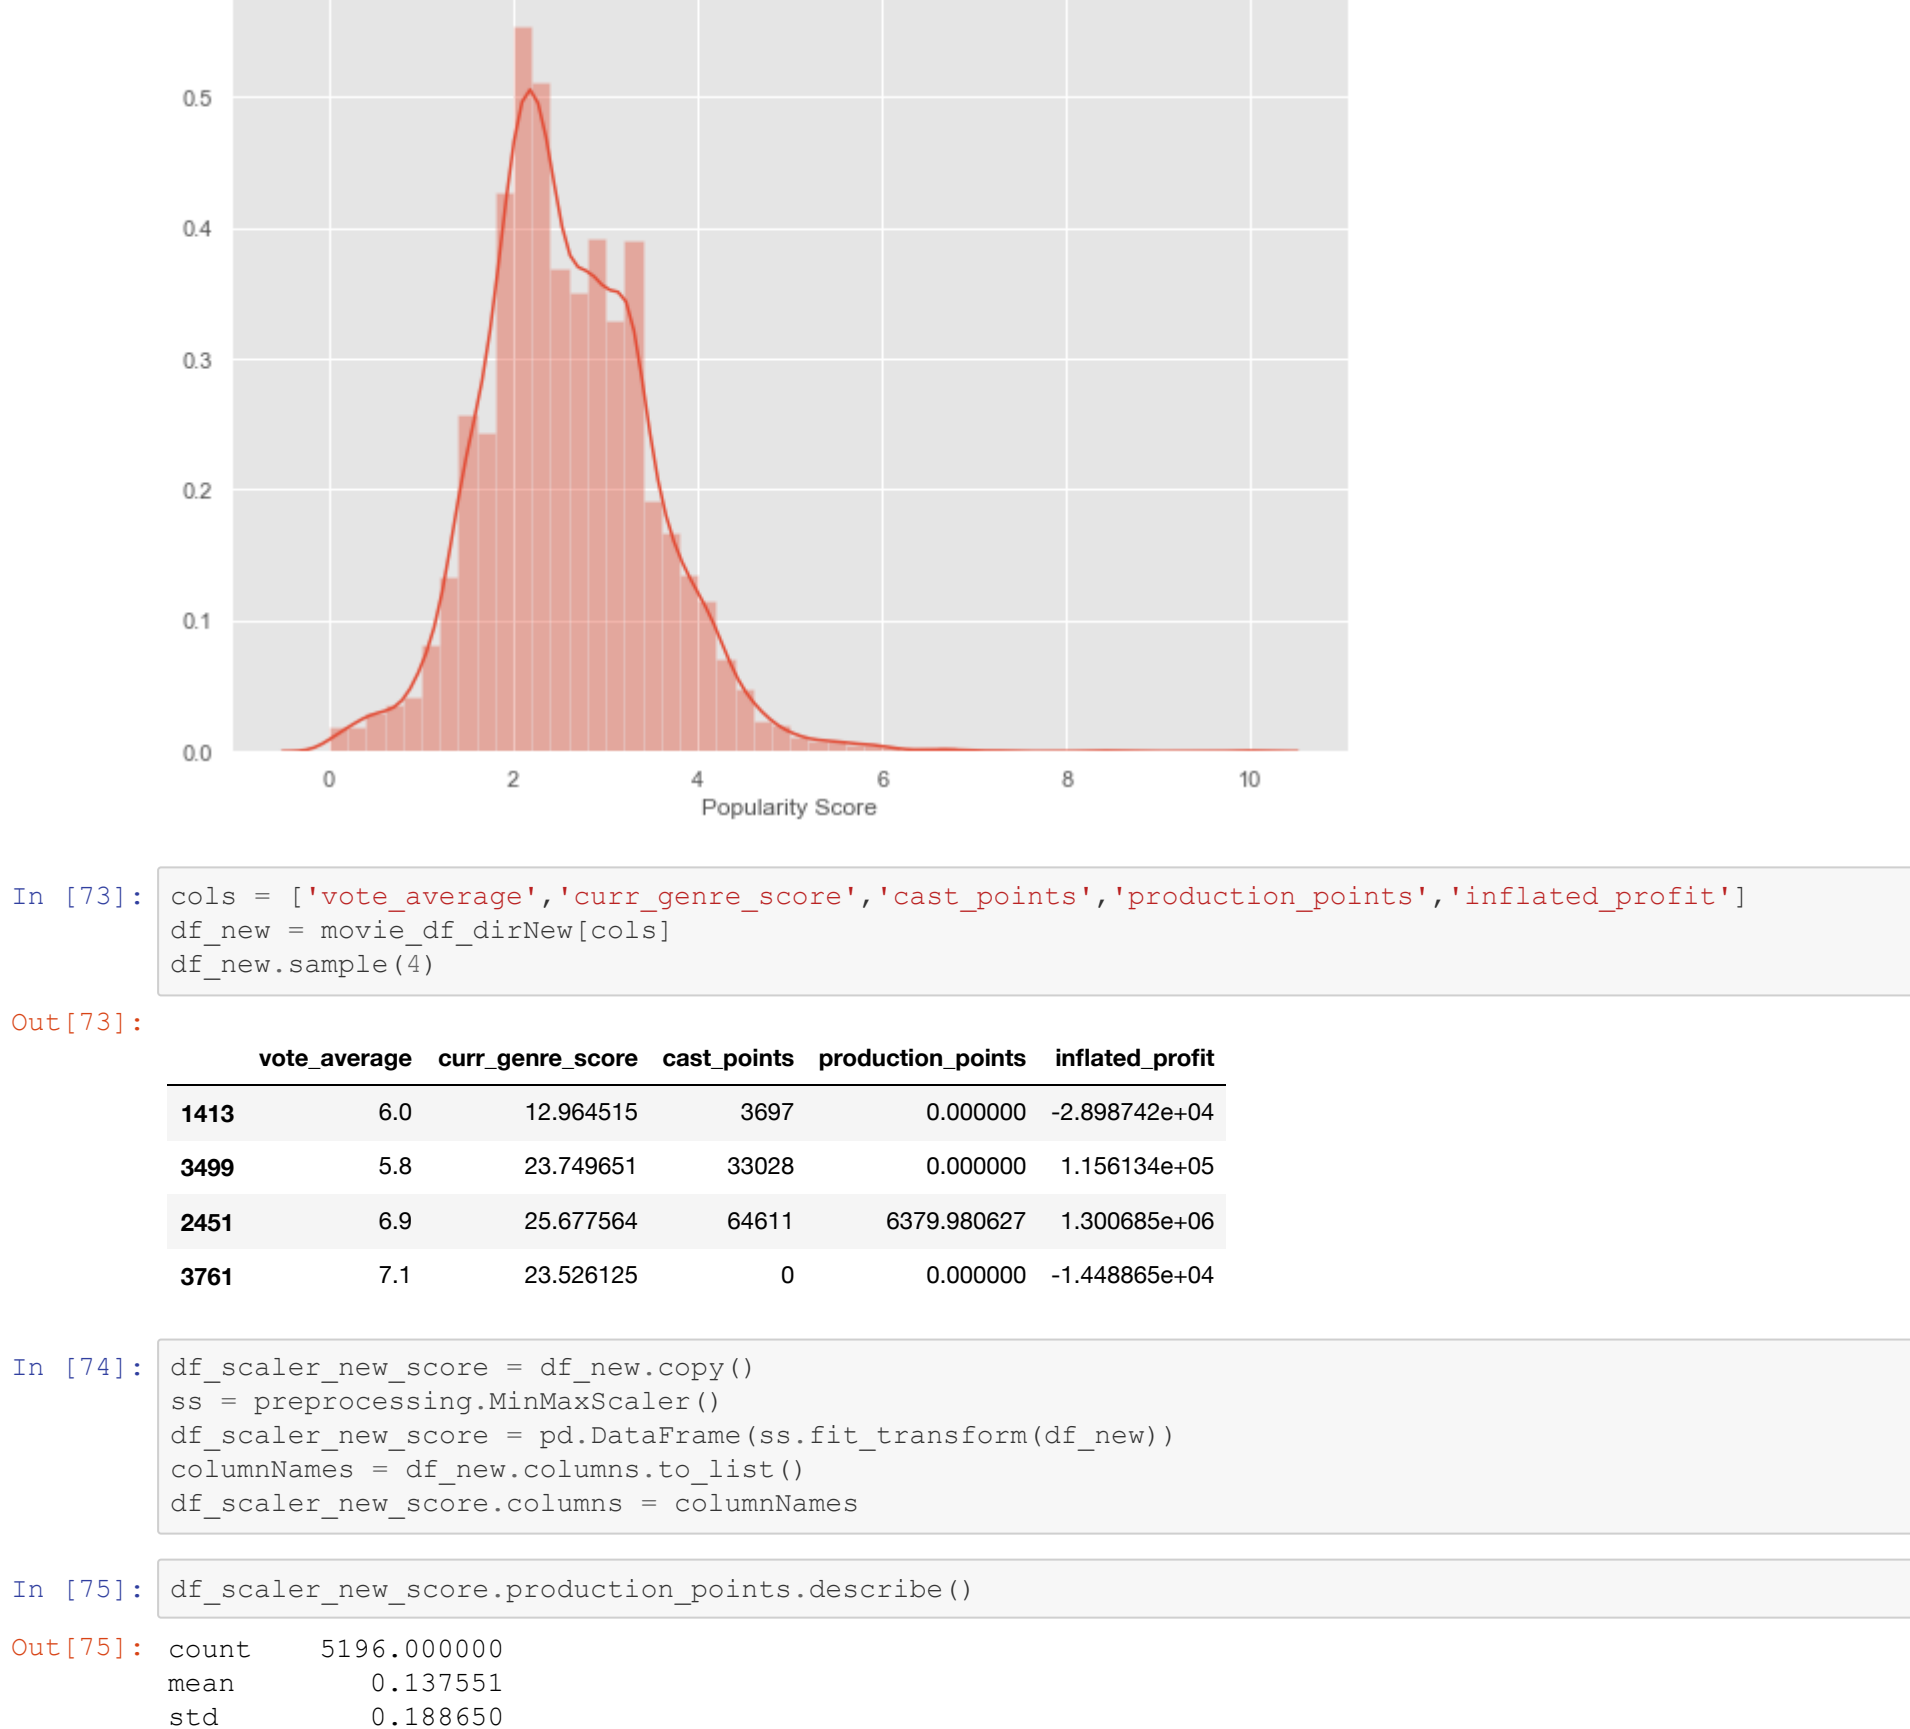 0.5
0.4
0.3
0.2
0.1
0.0
0 2 4 6 8 10
Popularity Score
In [73]: cols = ['vote_average','curr_genre_score','cast_points','production_points','inflated_profit']
df_new = movie_df_dirNew[cols]
df_new.sample(4)
Out[73]:
vote_average curr_genre_score cast_points production_points inflated_profit
1413 6.0 12.964515 3697 0.000000 -2.898742e+04
3499 5.8 23.749651 33028 0.000000 1.156134e+05
2451 6.9 25.677564 64611 6379.980627 1.300685e+06
3761 7.1 23.526125 0 0.000000 -1.448865e+04
In [74]: df_scaler_new_score = df_new.copy()
ss = preprocessing.MinMaxScaler()
df_scaler_new_score = pd.DataFrame(ss.fit_transform(df_new))
columnNames = df_new.columns.to_list()
df_scaler_new_score.columns = columnNames
In [75]: df_scaler_new_score.production_points.describe()
Out[75]: count 5196.000000
mean 0.137551
std 0.188650